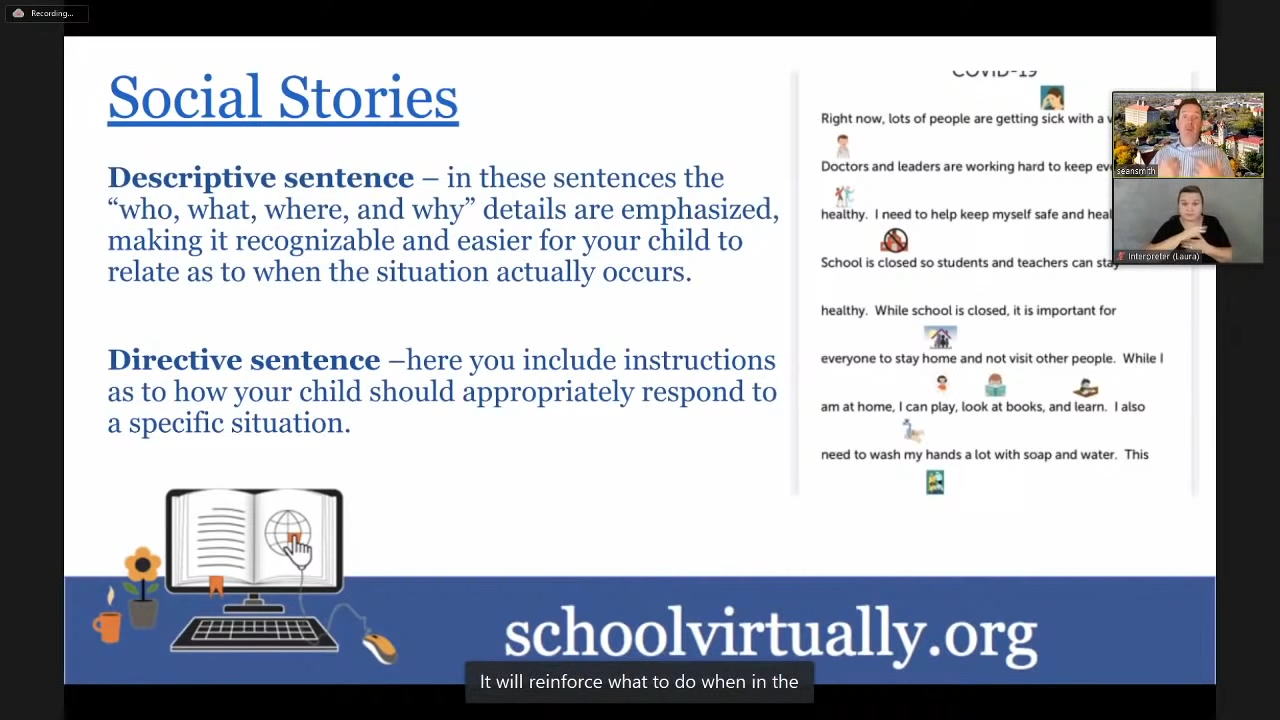 Recording...
Social Stories
Descriptive sentence – in these sentences the
“who, what, where, and why” details are emphasized,
making it recognizable and easier for your child to
relate as to when the situation actually occurs.
Directive sentence –here you include instructions
as to how your child should appropriately respond to
a specific situation.
COVID-19
Right now, lots of people are getting sick with a
Doctors and leaders are working hard to keep
healthy. I need to help keep myself safe and
School is closed so students and teachers can stay
healthy. While school is closed, it is important for
everyone to stay home and not visit other people. While I
am at home, I can play, look at books, and learn. I also
need to wash my hands a lot with soap and water. This
seansmith
Interpreter (Laura)
schoolvirtually.org
It will reinforce what to do when in the